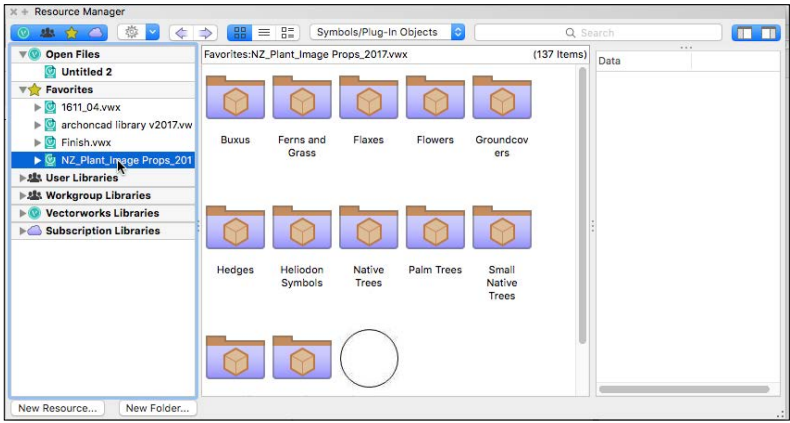 Resource Manager
Symbols/Plug-In Objects
Search
Open Files
Untitled 2
Favorites
1611_04.vwx
archoncad library v2017.vw
Finish.vwx
NZ_Plant_Image Props_201
User Libraries
Workgroup Libraries
Vectorworks Libraries
Subscription Libraries
New Resource...
New Folder...
Favorites:NZ_Plant_Image Props_2017.vwx
(137 Items)
Buxus
Ferns and
Grass
Flaxes
Flowers
Groundcov
ers
Hedges
Heliodon
Symbols
Native
Trees
Palm Trees
Small
Native
Trees
Data